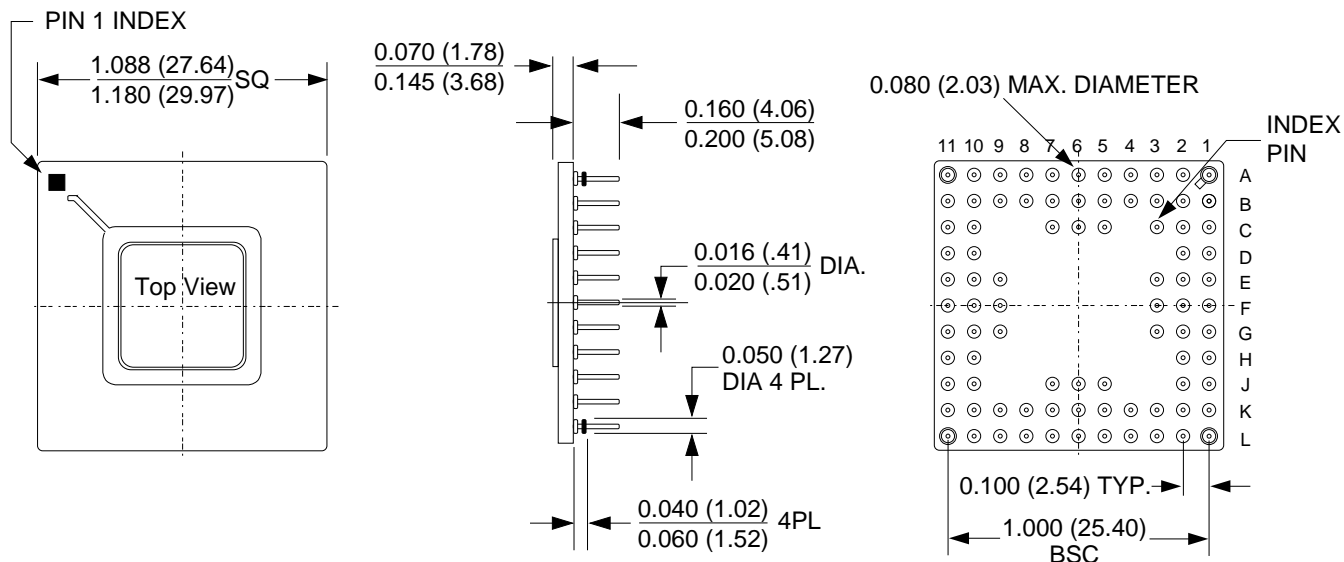 PIN 1 INDEX
1.088 (27.64)
1.180 (29.97)
SQ
Top View
0.070 (1.78)
0.145 (3.68)
0.160 (4.06)
0.200 (5.08)
0.016 (.41)
0.020 (.51)
DIA.
0.050 (1.27)
DIA 4 PL.
0.040 (1.02)
0.060 (1.52)
4PL
0.080 (2.03) MAX. DIAMETER
INDEX
PIN
11 10 9 8 7 6 5 4 3 2 1
A
B
C
D
E
F
G
H
J
K
L
0.100 (2.54) TYP.
1.000 (25.40)
BSC